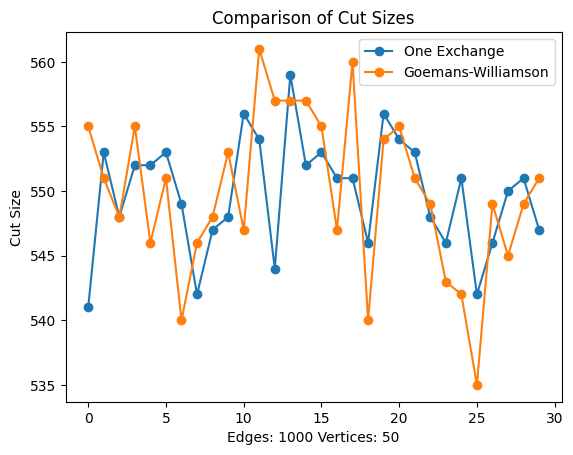 Comparison of Cut Sizes
One Exchange
Goemans-Williamson
Cut Size
560
555
550
545
540
535
0 5 10 15 20 25 30
Edges: 1000 Vertices: 50